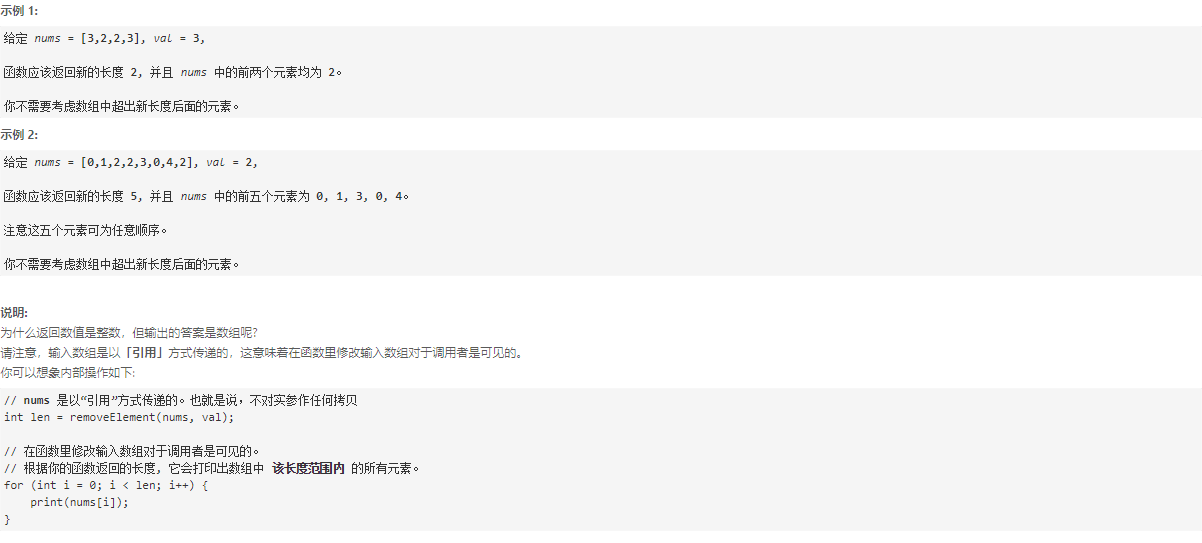 示例 1:
给定 nums = [3,2,2,3], val = 3,
函数应该返回新的长度 2, 并且 nums 中的前两个元素均为 2。
你不需要考虑数组中超出新长度后面的元素。
示例 2:
给定 nums = [0,1,2,2,3,0,4,2], val = 2,
函数应该返回新的长度 5, 并且 nums 中的前五个元素为 0, 1, 3, 0, 4。
注意这五个元素可为任意顺序。
你不需要考虑数组中超出新长度后面的元素。
说明:
为什么返回数值是整数，但输出的答案是数组呢?
请注意，输入数组是以「引用」方式传递的，这意味着在函数里修改输入数组对于调用者是可见的。
你可以想象内部操作如下:
// nums 是以“引用”方式传递的。也就是说，不对实参作任何拷贝
int len = removeElement(nums, val);
// 在函数里修改输入数组对于调用者是可见的。
// 根据你的函数返回的长度, 它会打印出数组中 该长度范围内 的所有元素。
for (int i = 0; i < len; i++) {
    print(nums[i]);
}